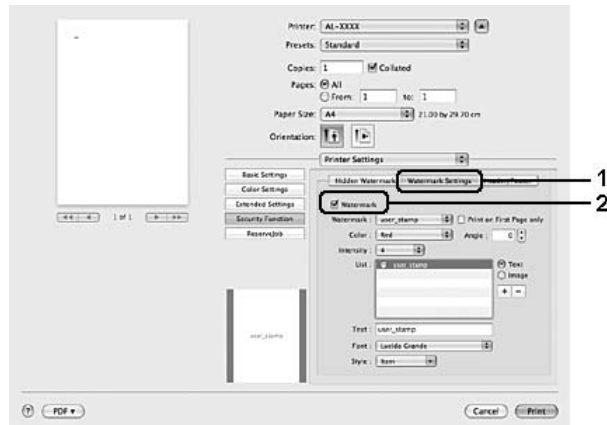 Printer: AL-XXXX
Presets: Standard
Copies: 1 Collated
Pages: All
From: 1 to: 1
Paper Size: A4 21.00 by 29.70 cm
Orientation:
Printer Settings
Basic Settings
Color Settings
Extended Settings
Security Function
ReserveJob
1 of 1
Hidden Watermark Watermark Settings Header/Footer 1
Watermark 2
Watermark : user_stamp Print on First Page only
Color : Red Angle : 0
Intensity : 4
List : user_stamp Text
Image
+ -
Text : user_stamp
Font : Lucida Grande
Style : Item
user_stamp
? PDF Cancel Print